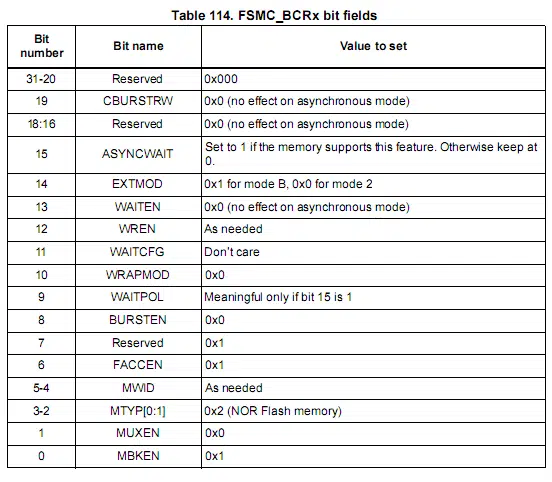 Table 114. FSMC_BCRx bit fields
Bit number Bit name Value to set
31-20 Reserved 0x000
19 CBURSTRW 0x0 (no effect on asynchronous mode)
18:16 Reserved 0x0 (no effect on asynchronous mode)
15 ASYNCWAIT Set to 1 if the memory supports this feature. Otherwise keep at
0.
14 EXTMOD 0x1 for mode B, 0x0 for mode 2
13 WAITEN 0x0 (no effect on asynchronous mode)
12 WREN As needed
11 WAITCFG Don't care
10 WRAPMOD 0x0
9 WAITPOL Meaningful only if bit 15 is 1
8 BURSTEN 0x0
7 Reserved 0x1
6 FACCEN 0x1
5-4 MWID As needed
3-2 MTYP[0:1] 0x2 (NOR Flash memory)
1 MUXEN 0x0
0 MBKEN 0x1